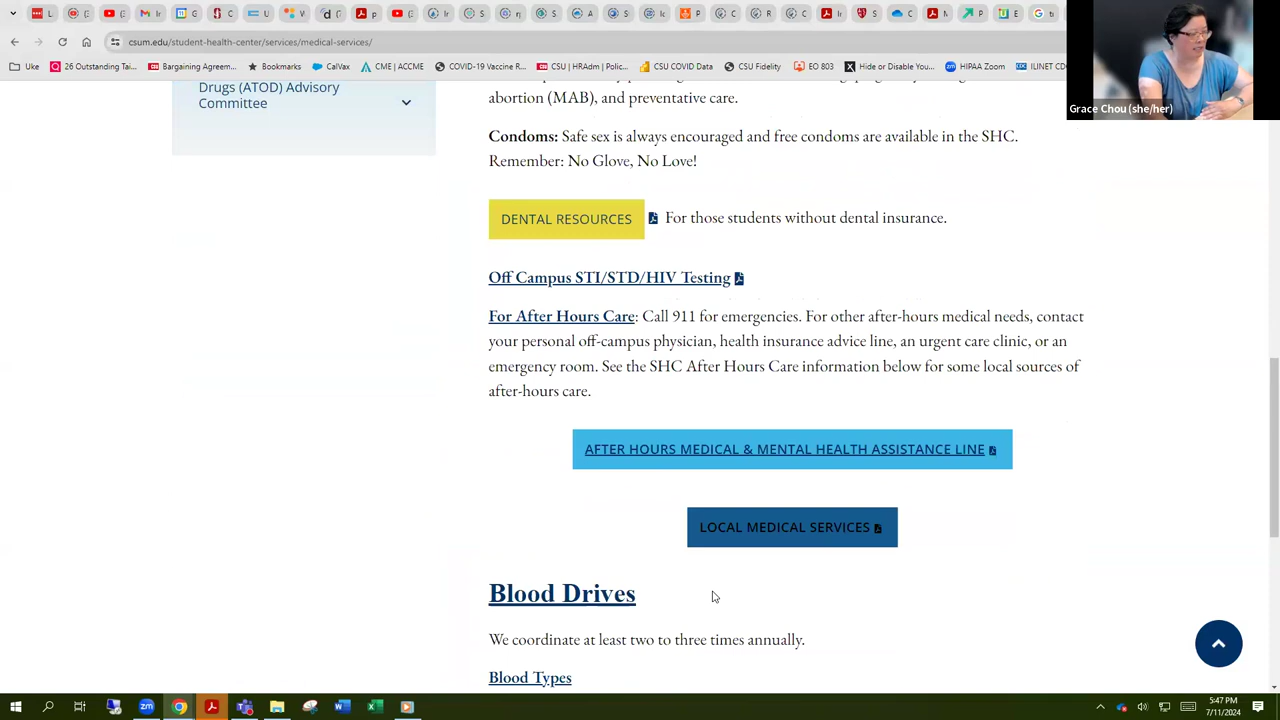 csum.edu/student-health-center/services/medical-services/
Uke
26 Outstanding Tai...
Bargaining Agreem...
Bookmarks
CalVax
CME | ACCME
COVID-19 Vaccine R...
CSU | HRAdm | Polic...
CSU COVID Data
CSU Fidelity
EO 803
Hide or Disable You...
HIPAA Zoom
ILINET CD
Grace Chou (she/her)
Drugs (ATOD) Advisory
Committee
abortion (MAB), and preventative care.
Condoms: Safe sex is always encouraged and free condoms are available in the SHC.
Remember: No Glove, No Love!
DENTAL RESOURCES For those students without dental insurance.
Off Campus STI/STD/HIV Testing
For After Hours Care: Call 911 for emergencies. For other after-hours medical needs, contact
your personal off-campus physician, health insurance advice line, an urgent care clinic, or an
emergency room. See the SHC After Hours Care information below for some local sources of
after-hours care.
AFTER HOURS MEDICAL & MENTAL HEALTH ASSISTANCE LINE
LOCAL MEDICAL SERVICES
Blood Drives
We coordinate at least two to three times annually.
Blood Types
5:47 PM
7/11/2024